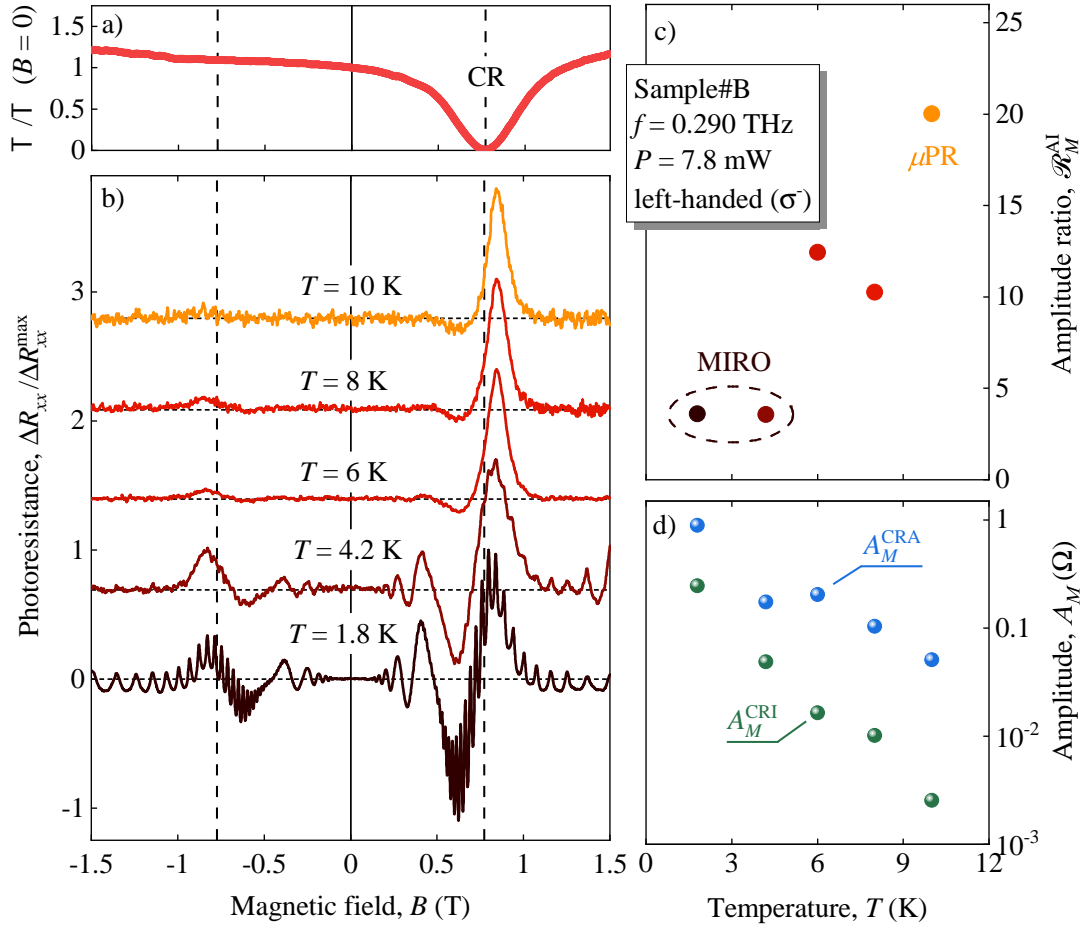 a)
1.5
1
0.5
0
T /T (B = 0)
CR
b)
3
2
1
0
-1
Photoresistance, ΔR_xx /ΔR_xx^max
T = 10 K
T = 8 K
T = 6 K
T = 4.2 K
T = 1.8 K
-1.5 -1 -0.5 0 0.5 1 1.5
Magnetic field, B (T)
c)
Sample#B
f = 0.290 THz
P = 7.8 mW
left-handed (σ⁻)
μPR
MIRO
25
20
15
10
5
0
Amplitude ratio, ℛ_M^AI
d)
A_M^CRA
A_M^CRI
1
0.1
10⁻²
10⁻³
Amplitude, A_M (Ω)
0 3 6 9 12
Temperature, T (K)